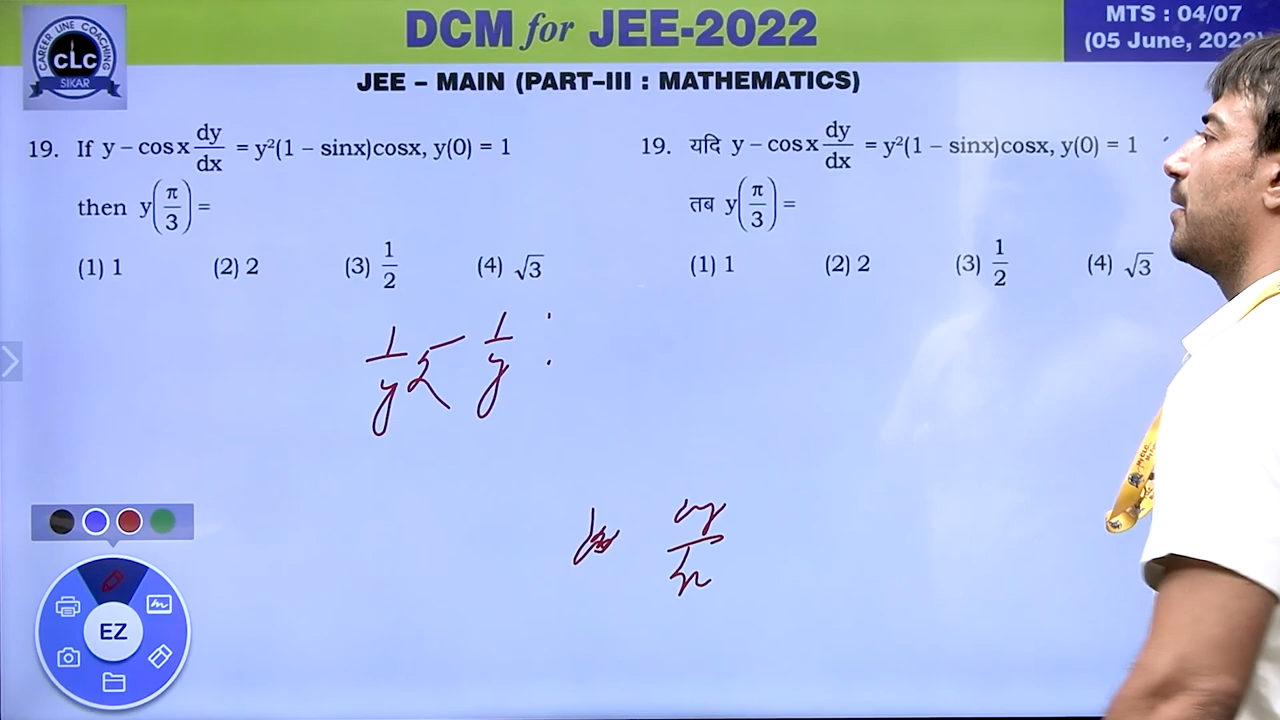 CAREER LINE COACHING
CLC
SIKAR
DCM for JEE-2022
MTS : 04/07
(05 June, 2022)
JEE – MAIN (PART–III : MATHEMATICS)
19. If y – cos x dy/dx = y²(1 – sinx)cosx, y(0) = 1
then y(π/3) =
(1) 1 (2) 2 (3) 1/2 (4) √3
19. यदि y – cos x dy/dx = y²(1 – sinx)cosx, y(0) = 1
तब y(π/3) =
(1) 1 (2) 2 (3) 1/2 (4) √3
1/y 1/y
EZ